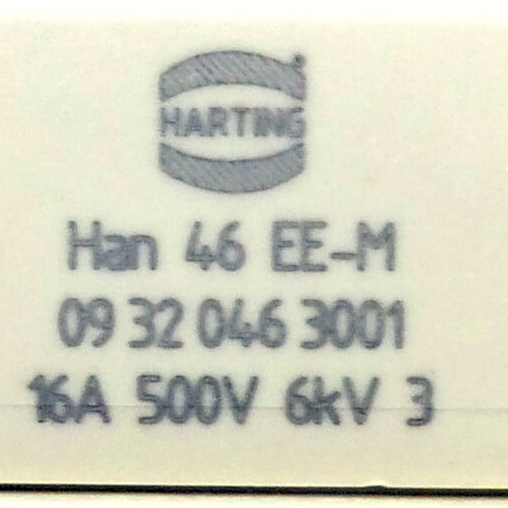 HARTING
Han 46 EE-M
09 32 046 3001
16A 500V 6kV 3